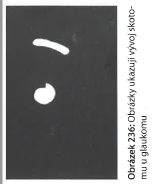 Obrázek 236: Obrázky ukazují vývoj skoto-
mu u glaukomu